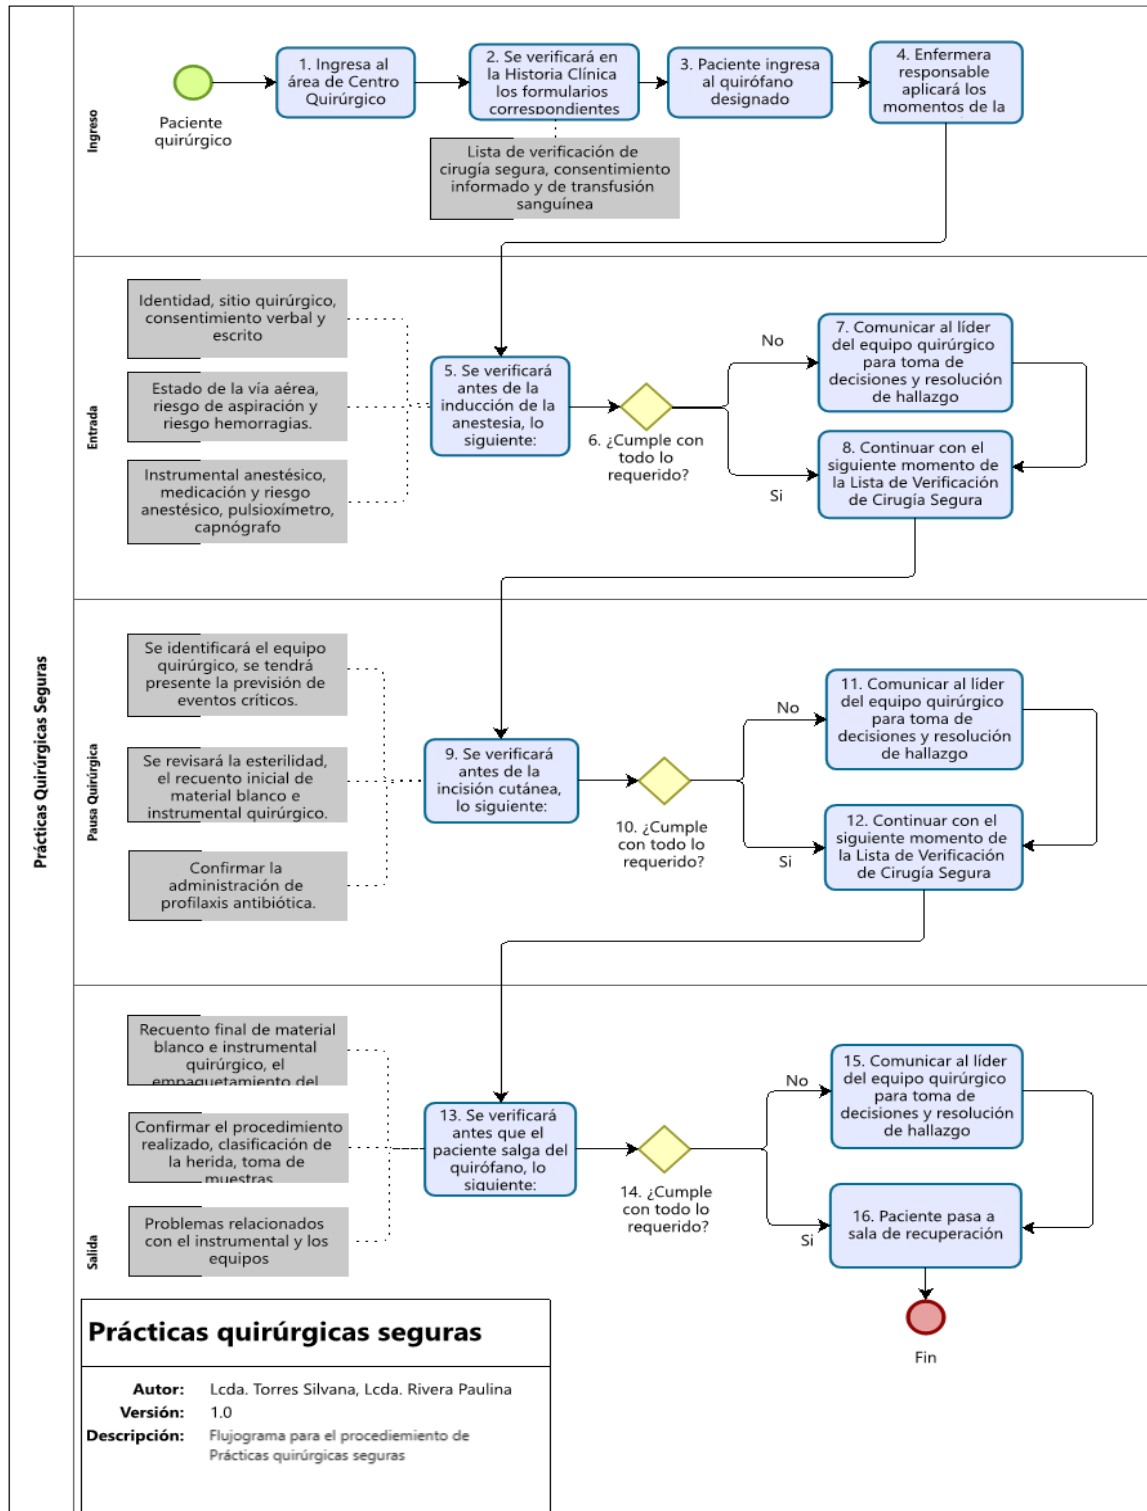 Prácticas Quirúrgicas Seguras
Ingreso
Paciente
quirúrgico
1. Ingresa al
área de Centro
Quirúrgico
2. Se verificará en
la Historia Clínica
los formularios
correspondientes
3. Paciente ingresa
al quirófano
designado
4. Enfermera
responsable
aplicará los
momentos de la
Lista de verificación de
cirugía segura, consentimiento
informado y de transfusión
sanguínea
Entrada
Identidad, sitio quirúrgico,
consentimiento verbal y
escrito
Estado de la vía aérea,
riesgo de aspiración y
riesgo hemorragias.
Instrumental anestésico,
medicación y riesgo
anestésico, pulsioxímetro,
capnógrafo
5. Se verificará
antes de la
inducción de la
anestesia, lo
siguiente:
6. ¿Cumple con
todo lo
requerido?
No
Si
7. Comunicar al líder
del equipo quirúrgico
para toma de
decisiones y resolución
de hallazgo
8. Continuar con el
siguiente momento de
la Lista de Verificación
de Cirugía Segura
Pausa Quirúrgica
Se identificará el equipo
quirúrgico, se tendrá
presente la previsión de
eventos críticos.
Se revisará la esterilidad,
el recuento inicial de
material blanco e
instrumental quirúrgico.
Confirmar la
administración de
profilaxis antibiótica.
9. Se verificará
antes de la
incisión cutánea,
lo siguiente:
10. ¿Cumple
con todo lo
requerido?
No
Si
11. Comunicar al líder
del equipo quirúrgico
para toma de
decisiones y resolución
de hallazgo
12. Continuar con el
siguiente momento de
la Lista de Verificación
de Cirugía Segura
Salida
Recuento final de material
blanco e instrumental
quirúrgico, el
empaquetamiento del
Confirmar el procedimiento
realizado, clasificación de
la herida, toma de
muestras
Problemas relacionados
con el instrumental y los
equipos
13. Se verificará
antes que el
paciente salga del
quirófano, lo
siguiente:
14. ¿Cumple
con todo lo
requerido?
No
Si
15. Comunicar al líder
del equipo quirúrgico
para toma de
decisiones y resolución
de hallazgo
16. Paciente pasa a
sala de recuperación
Fin
Prácticas quirúrgicas seguras
Autor: Lcda. Torres Silvana, Lcda. Rivera Paulina
Versión: 1.0
Descripción: Flujograma para el procediemiento de
Prácticas quirúrgicas seguras